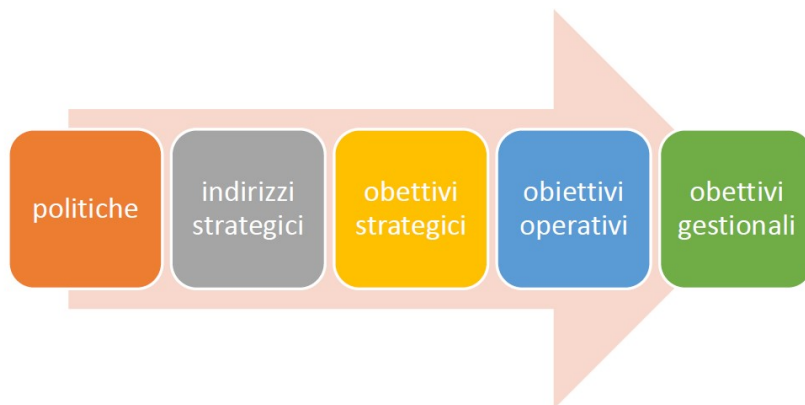 politiche
indirizzi
strategici
obettivi
strategici
obiettivi
operativi
obettivi
gestionali